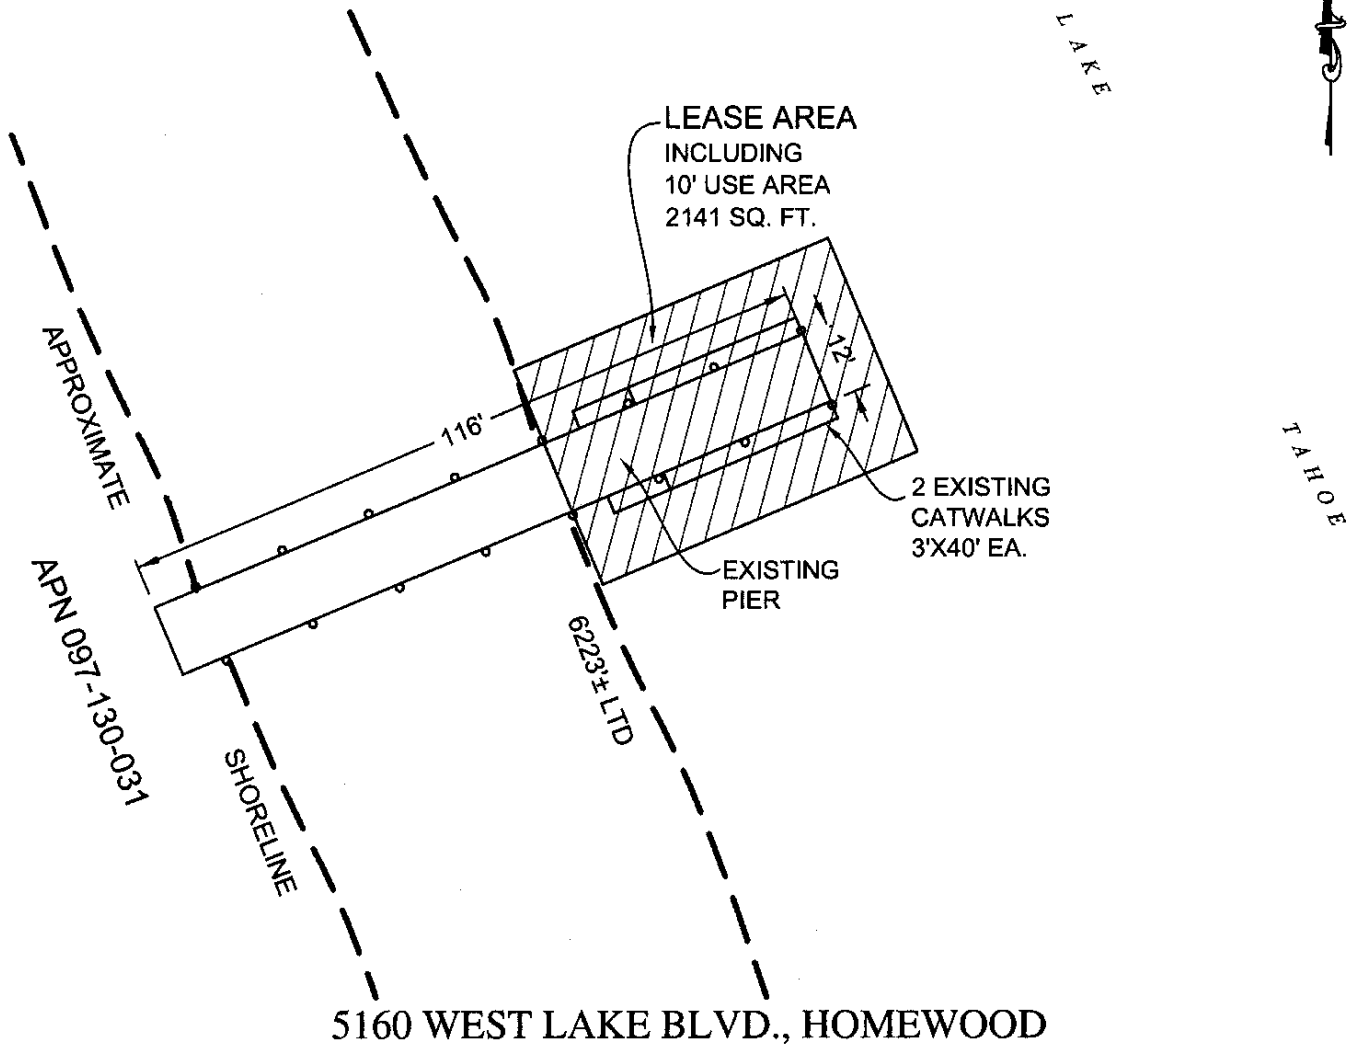 LAKE
LEASE AREA
INCLUDING
10' USE AREA
2141 SQ. FT.
APPROXIMATE
12'
116'
TAHOE
2 EXISTING
CATWALKS
3'X40' EA.
EXISTING
PIER
APN 097-130-031
6223'± LTD
SHORELINE
5160 WEST LAKE BLVD., HOMEWOOD